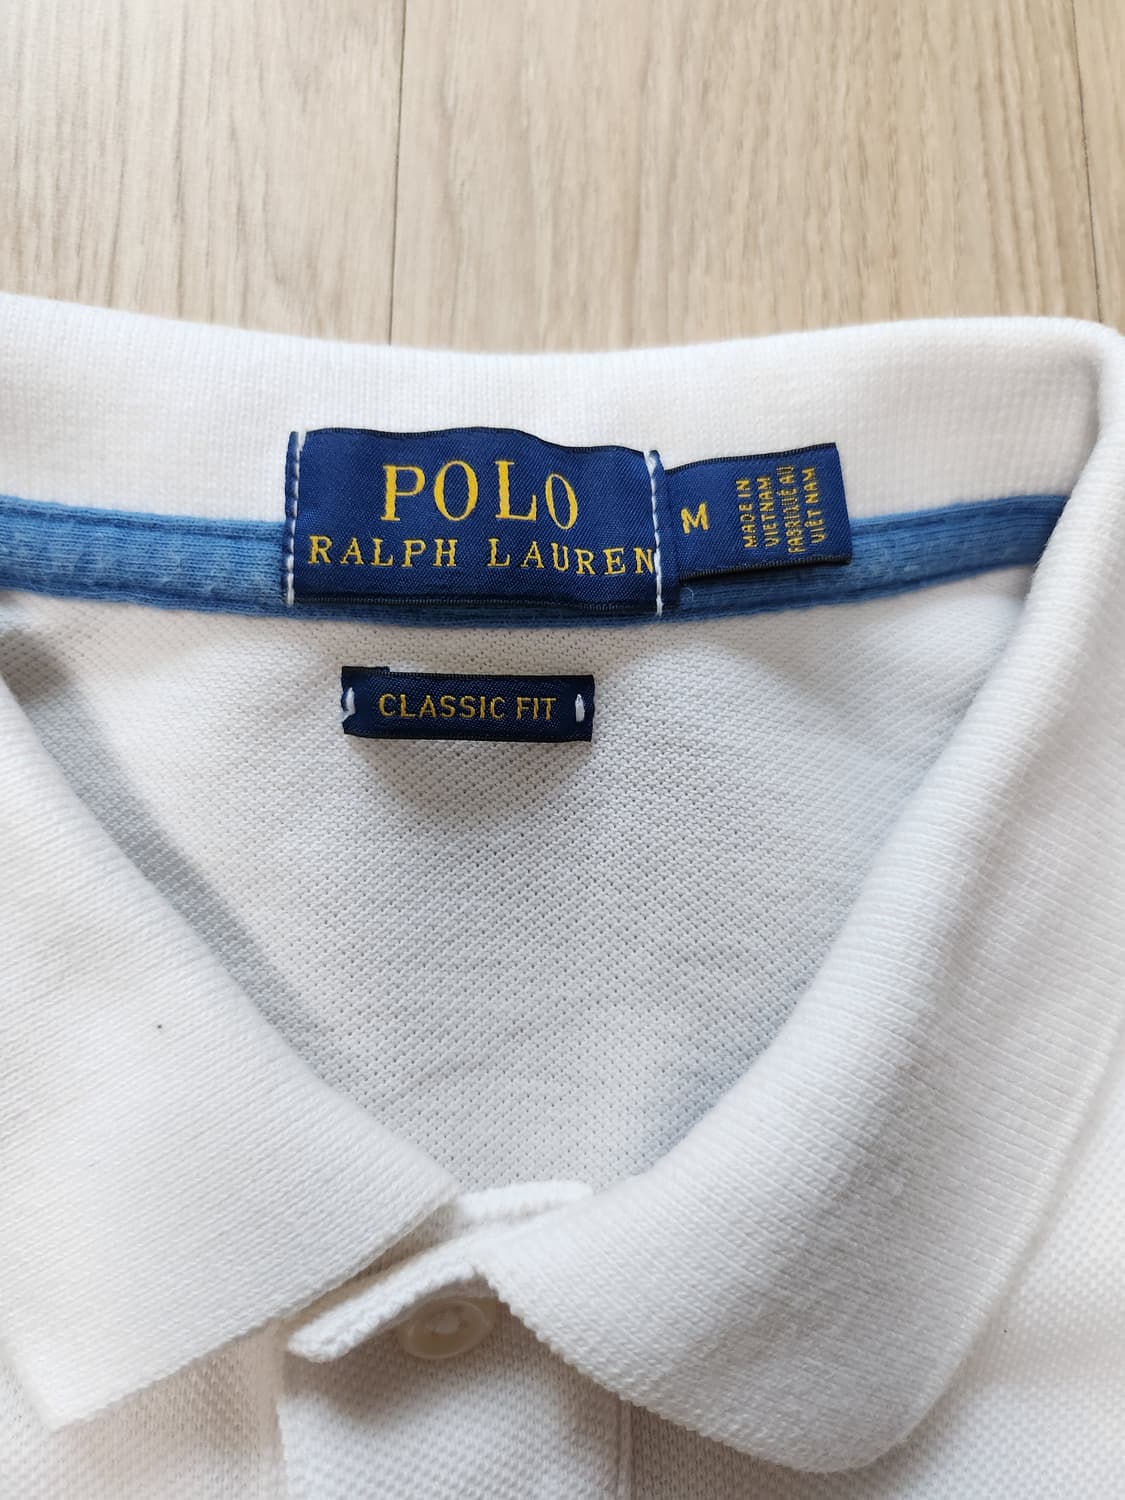 POLO
RALPH LAUREN
M
MADE IN
VIETNAM
FABRIQUÉ AU
VIÊT NAM
CLASSIC FIT